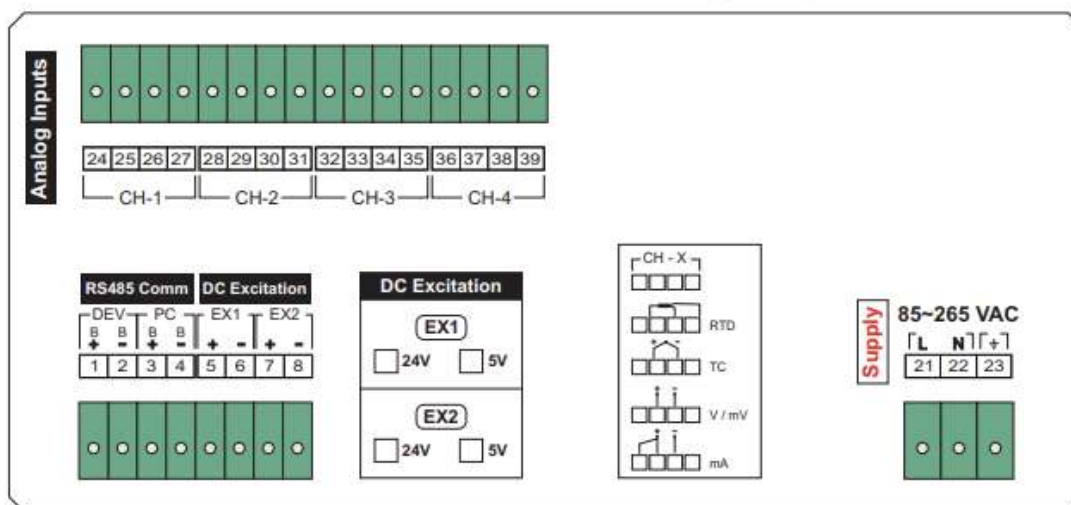 Analog Inputs
24 25 26 27 28 29 30 31 32 33 34 35 36 37 38 39
CH-1 CH-2 CH-3 CH-4
RS485 Comm DC Excitation
DEV PC EX1 EX2
B B B B
+ - + - + - + -
1 2 3 4 5 6 7 8
DC Excitation
EX1
24V 5V
EX2
24V 5V
CH - X
RTD
+ -
TC
+ -
V / mV
+ -
mA
Supply
85~265 VAC
L N ÷
21 22 23